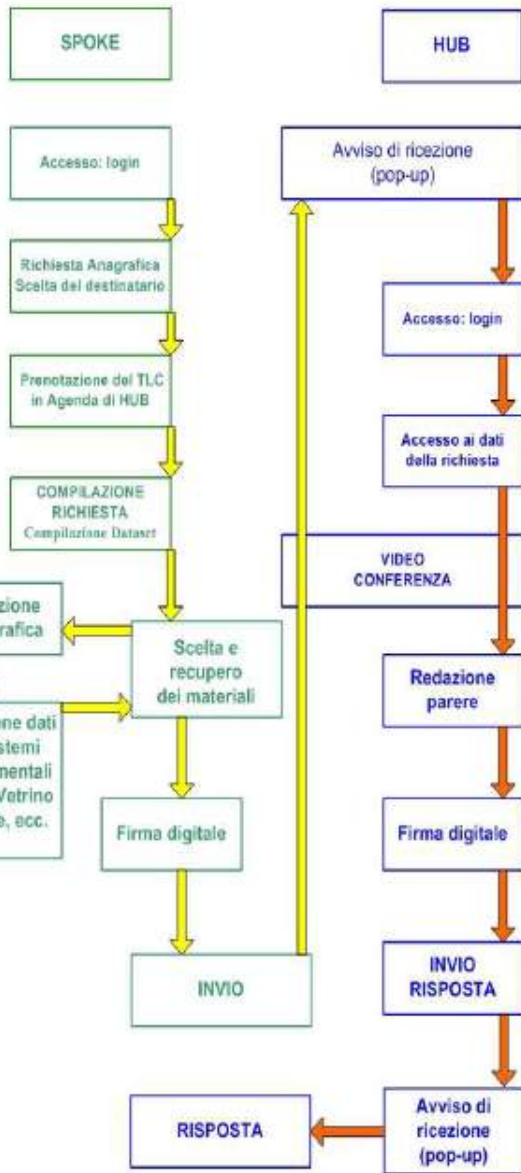 SPOKE
Accesso: login
Richiesta Anagrafica
Scelta del destinatario
Prenotazione del TLC
in Agenda di HUB
COMPILAZIONE
RICHIESTA
Compilazione Dataset
zione
grafica
Scelta e
recupero
dei materiali
ne dati
stemi
mentali
Vetrino
e, ecc.
Firma digitale
INVIO
HUB
Avviso di ricezione
(pop-up)
Accesso: login
Accesso ai dati
della richiesta
VIDEO
CONFERENZA
Redazione
parere
Firma digitale
INVIO
RISPOSTA
Avviso di
ricezione
(pop-up)
RISPOSTA